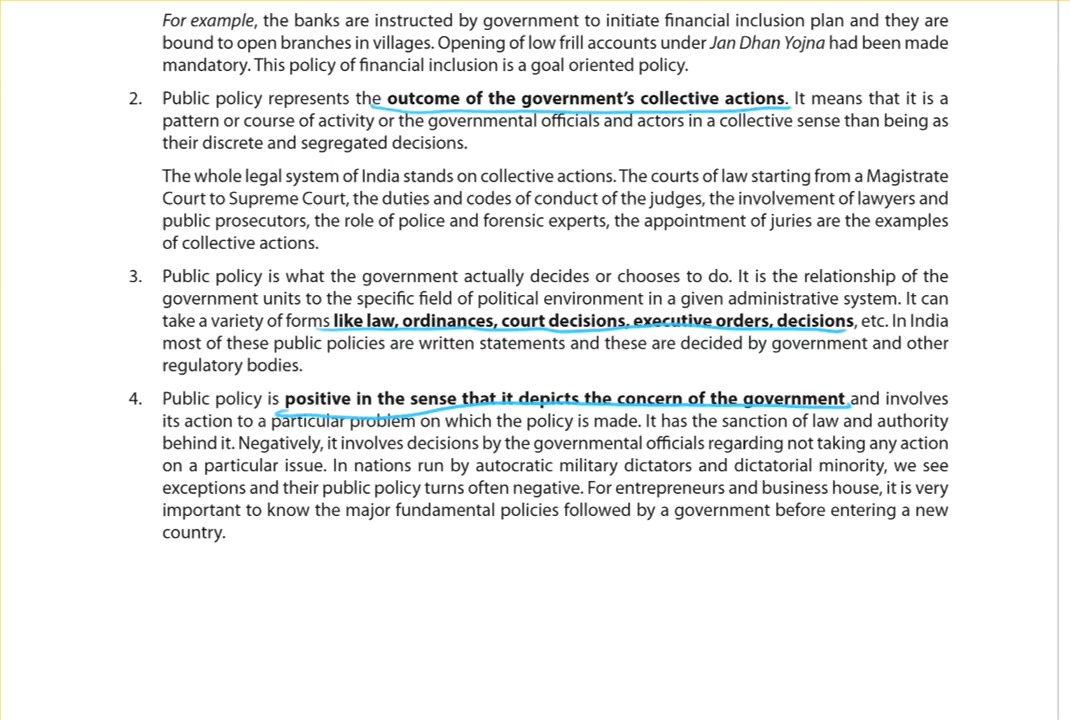 For example, the banks are instructed by government to initiate financial inclusion plan and they are
bound to open branches in villages. Opening of low frill accounts under Jan Dhan Yojna had been made
mandatory. This policy of financial inclusion is a goal oriented policy.
2. Public policy represents the outcome of the government's collective actions. It means that it is a
pattern or course of activity or the governmental officials and actors in a collective sense than being as
their discrete and segregated decisions.
The whole legal system of India stands on collective actions. The courts of law starting from a Magistrate
Court to Supreme Court, the duties and codes of conduct of the judges, the involvement of lawyers and
public prosecutors, the role of police and forensic experts, the appointment of juries are the examples
of collective actions.
3. Public policy is what the government actually decides or chooses to do. It is the relationship of the
government units to the specific field of political environment in a given administrative system. It can
take a variety of forms like law, ordinances, court decisions, executive orders, decisions, etc. In India
most of these public policies are written statements and these are decided by government and other
regulatory bodies.
4. Public policy is positive in the sense that it depicts the concern of the government and involves
its action to a particular problem on which the policy is made. It has the sanction of law and authority
behind it. Negatively, it involves decisions by the governmental officials regarding not taking any action
on a particular issue. In nations run by autocratic military dictators and dictatorial minority, we see
exceptions and their public policy turns often negative. For entrepreneurs and business house, it is very
important to know the major fundamental policies followed by a government before entering a new
country.